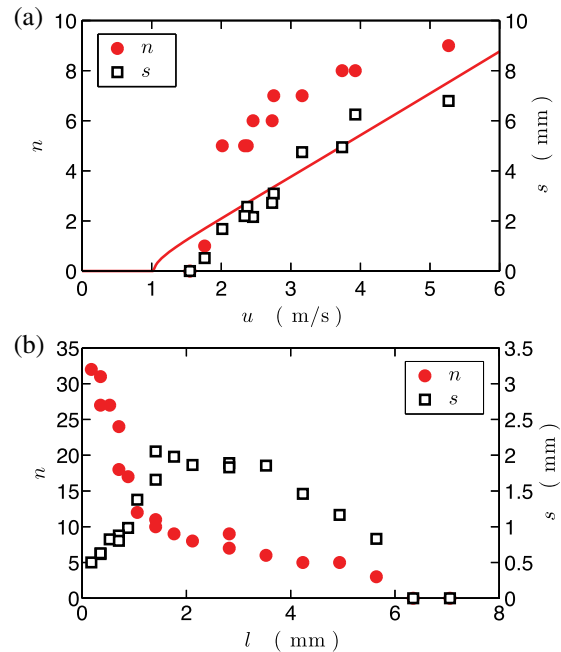 (a)
10 10
n
s
8 8
6 6
n
s ( mm )
4 4
2 2
0 0
0 1 2 3 4 5 6
u ( m/s )
(b)
35 3.5
n
s
30 3
25 2.5
20 2
n
s ( mm )
15 1.5
10 1
5 0.5
0 0
0 2 4 6 8
l ( mm )